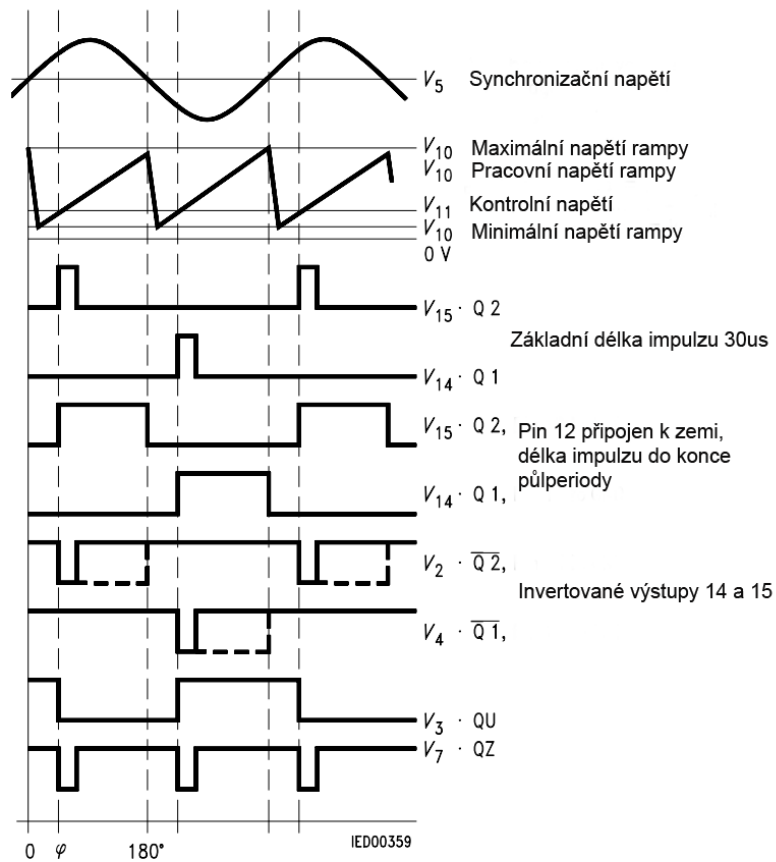 V5 Synchronizační napětí
V10 Maximální napětí rampy
V10 Pracovní napětí rampy
V11 Kontrolní napětí
V10 Minimální napětí rampy
0 V
V15 · Q 2
Základní délka impulzu 30us
V14 · Q 1
V15 · Q 2,
Pin 12 připojen k zemi,
délka impulzu do konce
půlperiody
V14 · Q 1,
V2 · Q̅ 2̅,
Invertované výstupy 14 a 15
V4 · Q̅ 1̅,
V3 · QU
V7 · QZ
IED00359
0 φ 180°